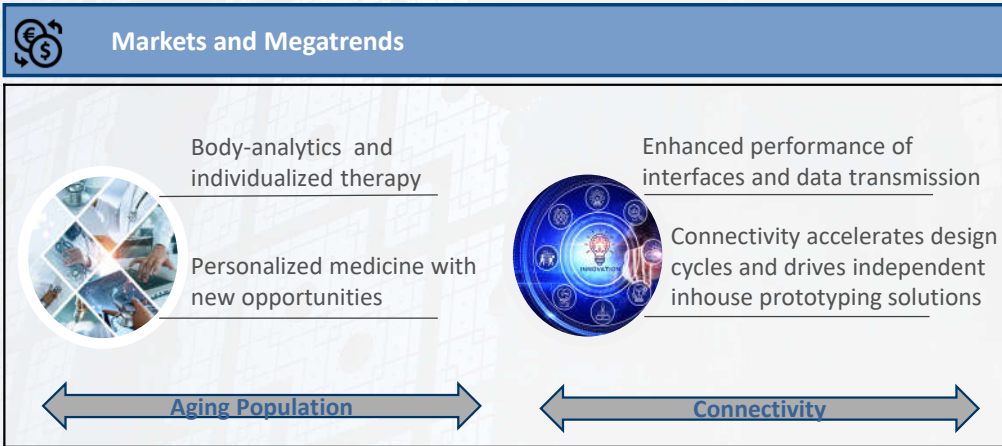 €
$
Markets and Megatrends
Body-analytics and
individualized therapy
Personalized medicine with
new opportunities
Aging Population
Enhanced performance of
interfaces and data transmission
INNOVATION
Connectivity accelerates design
cycles and drives independent
inhouse prototyping solutions
Connectivity